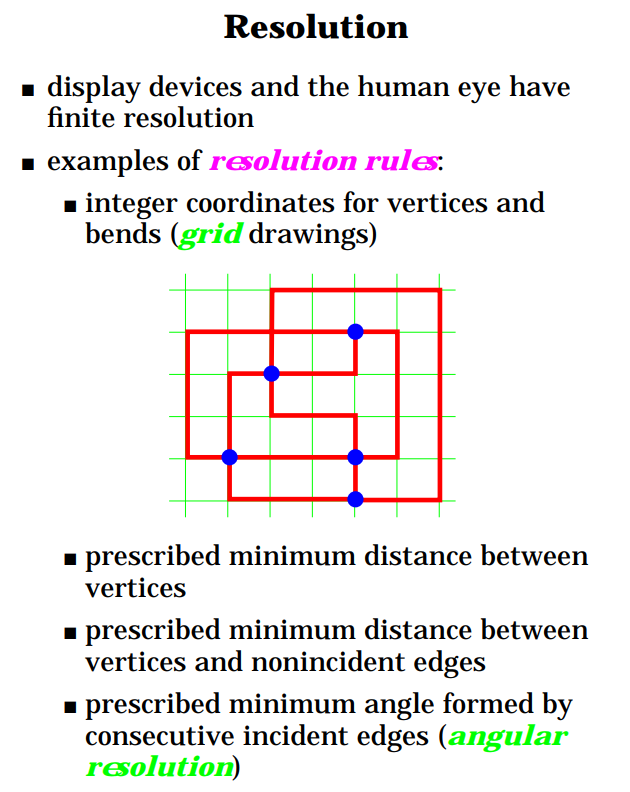 Resolution
■ display devices and the human eye have
finite resolution
■ examples of resolution rules:
■ integer coordinates for vertices and
bends (grid drawings)
■ prescribed minimum distance between
vertices
■ prescribed minimum distance between
vertices and nonincident edges
■ prescribed minimum angle formed by
consecutive incident edges (angular
resolution)